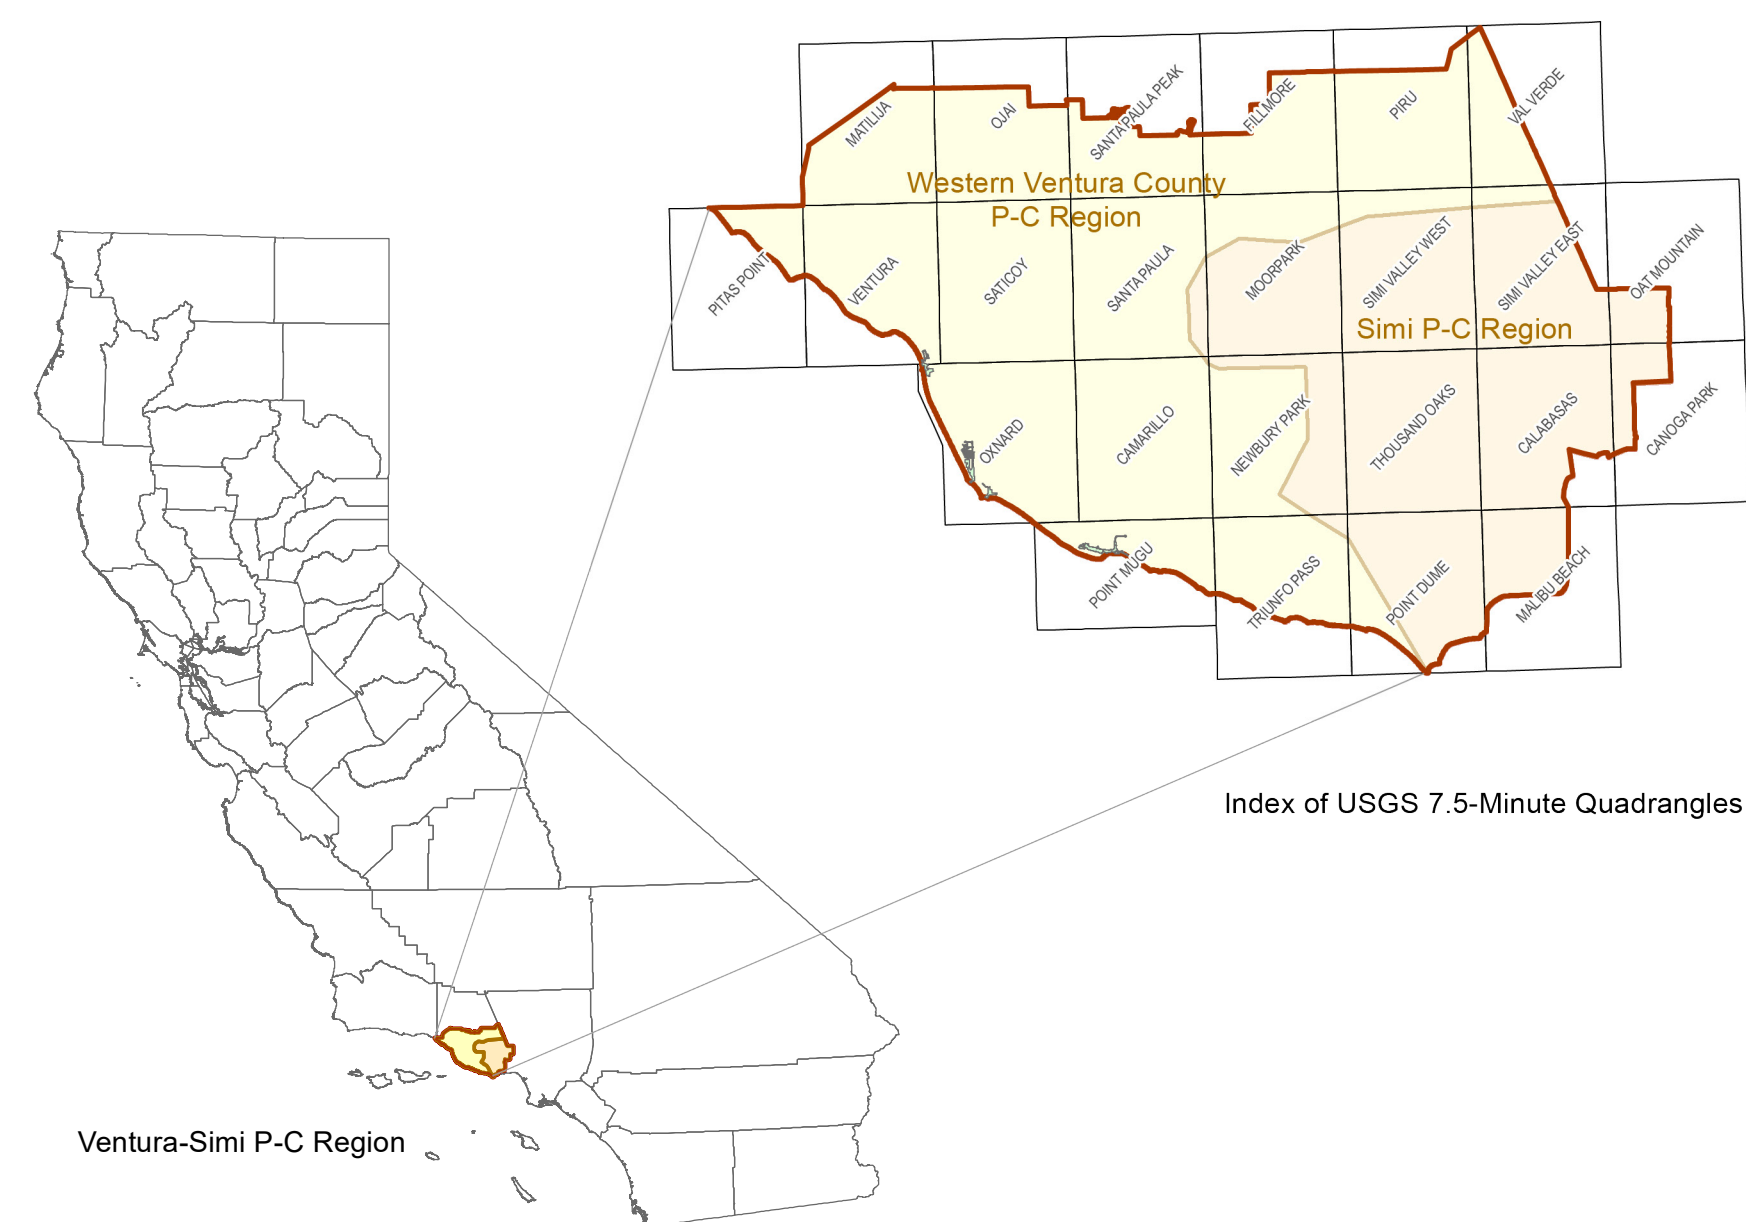 MATILIJA
OJAI
SANTA PAULA PEAK
FILLMORE
PIRU
VAL VERDE
Western Ventura County
P-C Region
PITAS POINT
VENTURA
SATICOY
SANTA PAULA
MOORPARK
SIMI VALLEY WEST
SIMI VALLEY EAST
OAT MOUNTAIN
Simi P-C Region
OXNARD
CAMARILLO
NEWBURY PARK
THOUSAND OAKS
CALABASAS
CANOGA PARK
POINT MUGU
TRIUNFO PASS
POINT DUME
MALIBU BEACH
Index of USGS 7.5-Minute Quadrangles
Ventura-Simi P-C Region